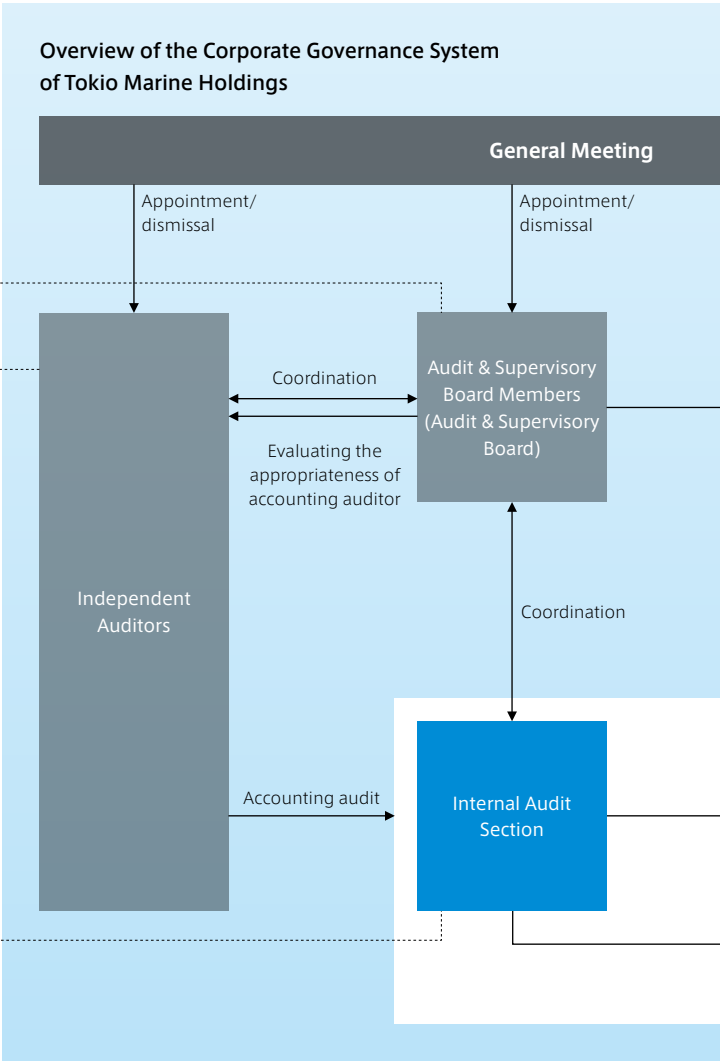 Overview of the Corporate Governance System
of Tokio Marine Holdings
General Meeting
Appointment/
dismissal
Appointment/
dismissal
Coordination
Evaluating the
appropriateness of
accounting auditor
Audit & Supervisory
Board Members
(Audit & Supervisory
Board)
Independent
Auditors
Coordination
Accounting audit
Internal Audit
Section